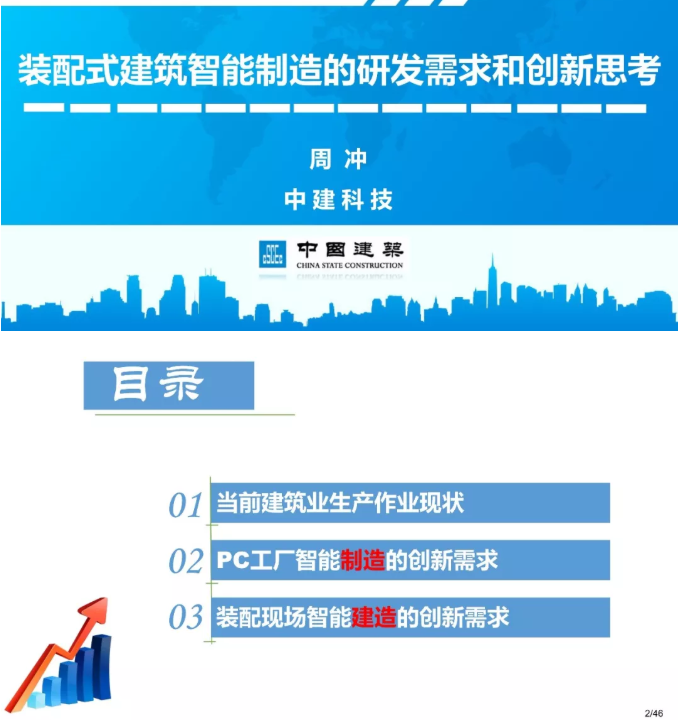 装配式建筑智能制造的研发需求和创新思考
周 冲
中建科技
中國建築
CHINA STATE CONSTRUCTION
目录
01 当前建筑业生产作业现状
02 PC工厂智能制造的创新需求
03 装配现场智能建造的创新需求
2/46